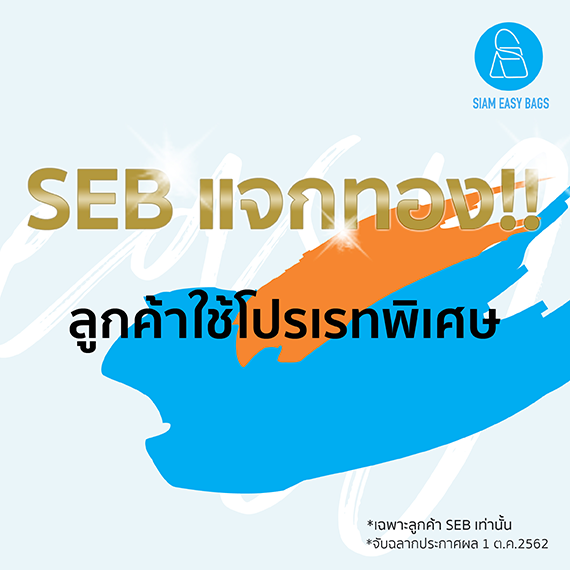 SIAM EASY BAGS
SEB แจกทอง!!
ลูกค้าใช้โปรเรทพิเศษ
*เฉพาะลูกค้า SEB เท่านั้น
*จับฉลากประกาศผล 1 ต.ค.2562